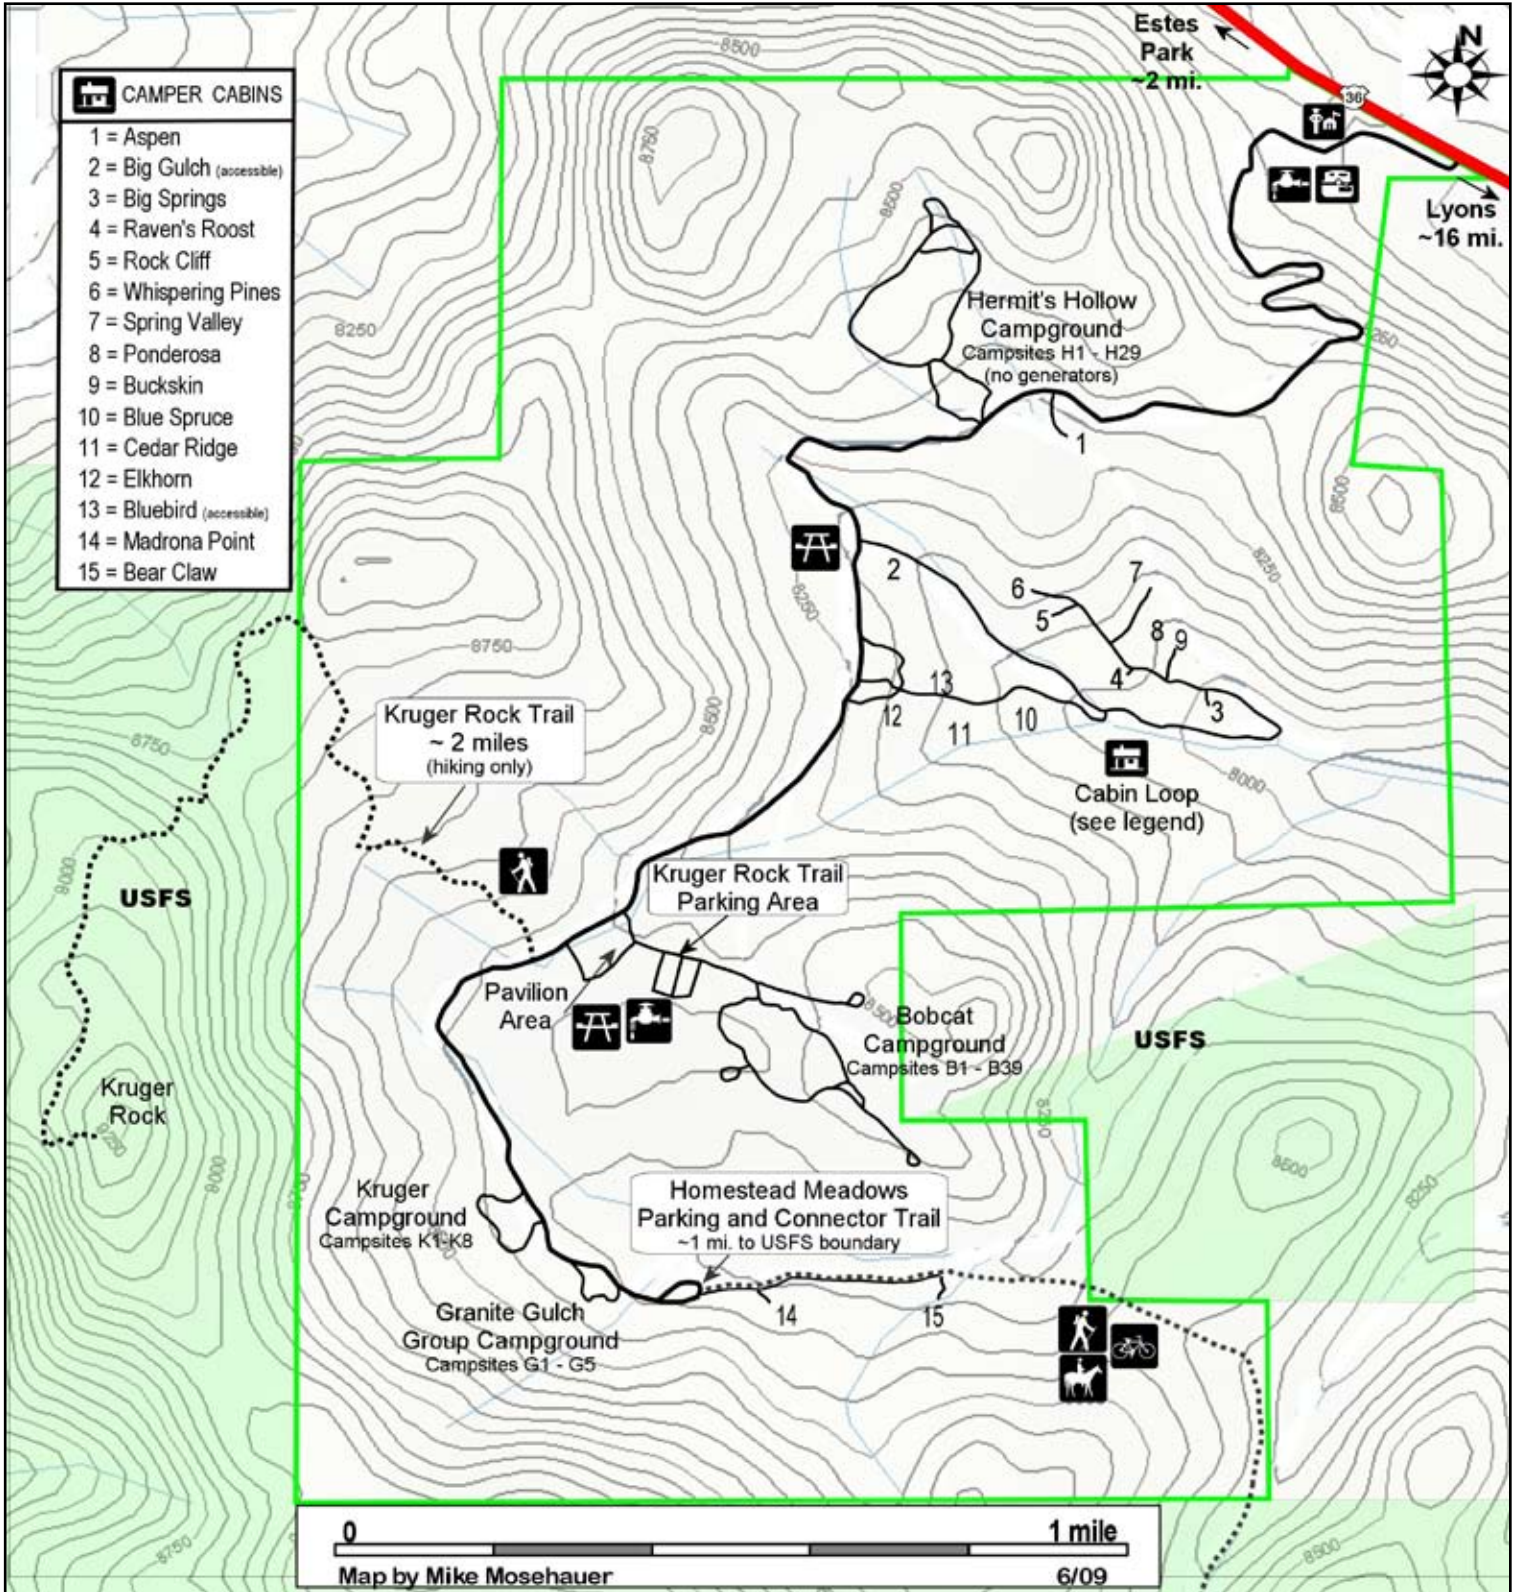 Estes
Park
~2 mi.
N
36
Lyons
~16 mi.
CAMPER CABINS
1 = Aspen
2 = Big Gulch (accessible)
3 = Big Springs
4 = Raven's Roost
5 = Rock Cliff
6 = Whispering Pines
7 = Spring Valley
8 = Ponderosa
9 = Buckskin
10 = Blue Spruce
11 = Cedar Ridge
12 = Elkhorn
13 = Bluebird (accessible)
14 = Madrona Point
15 = Bear Claw
8500
8760
8500
8250
8250
Hermit's Hollow
Campground
Campsites H1 - H29
(no generators)
1
8500
8250
2
6
7
5
8250
8
9
8750
4
13
3
12
11
10
8500
8750
Kruger Rock Trail
~ 2 miles
(hiking only)
8000
Cabin Loop
(see legend)
9000
USFS
Kruger Rock Trail
Parking Area
Pavilion
Area
8500
Bobcat
Campground
Campsites B1 - B39
USFS
Kruger
Rock
9250
8250
8500
9000
8250
Kruger
Campground
Campsites K1-K8
Homestead Meadows
Parking and Connector Trail
~1 mi. to USFS boundary
14
15
Granite Gulch
Group Campground
Campsites G1 - G5
8750
0
1 mile
Map by Mike Mosehauer
6/09